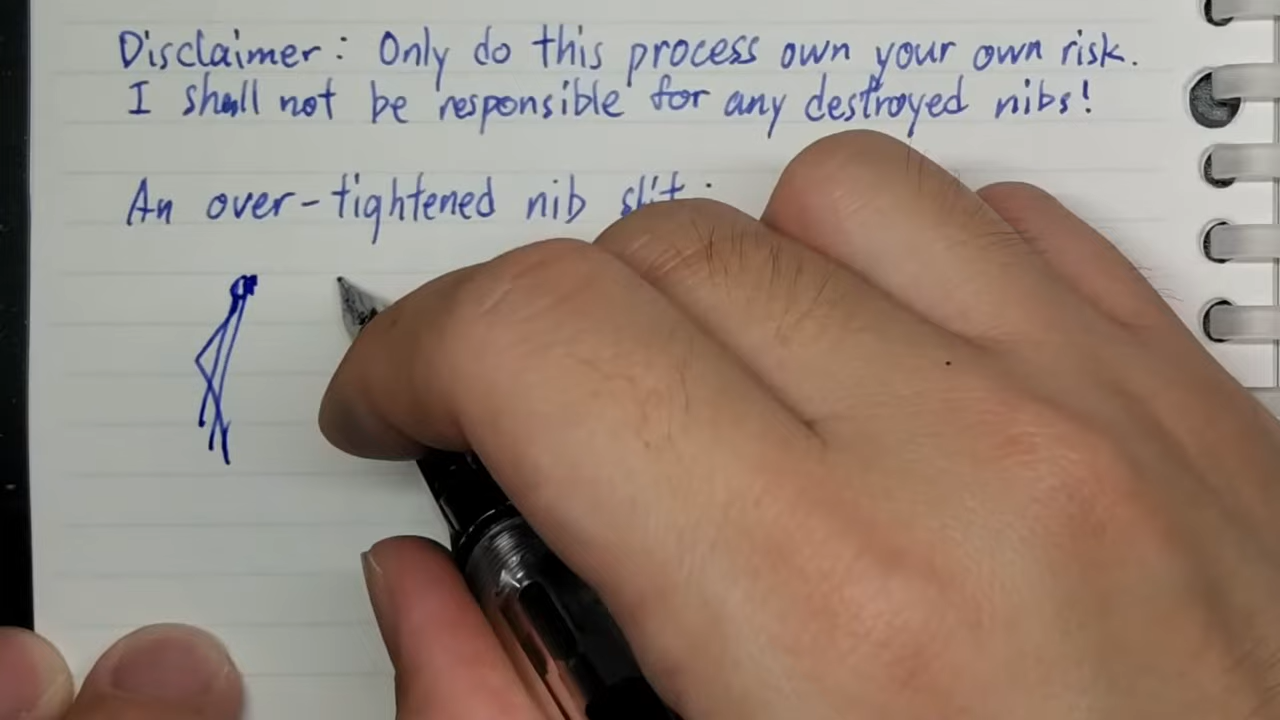 Disclaimer: Only do this process own your own risk.
I shall not be responsible for any destroyed nibs!
An over-tightened nib slit: